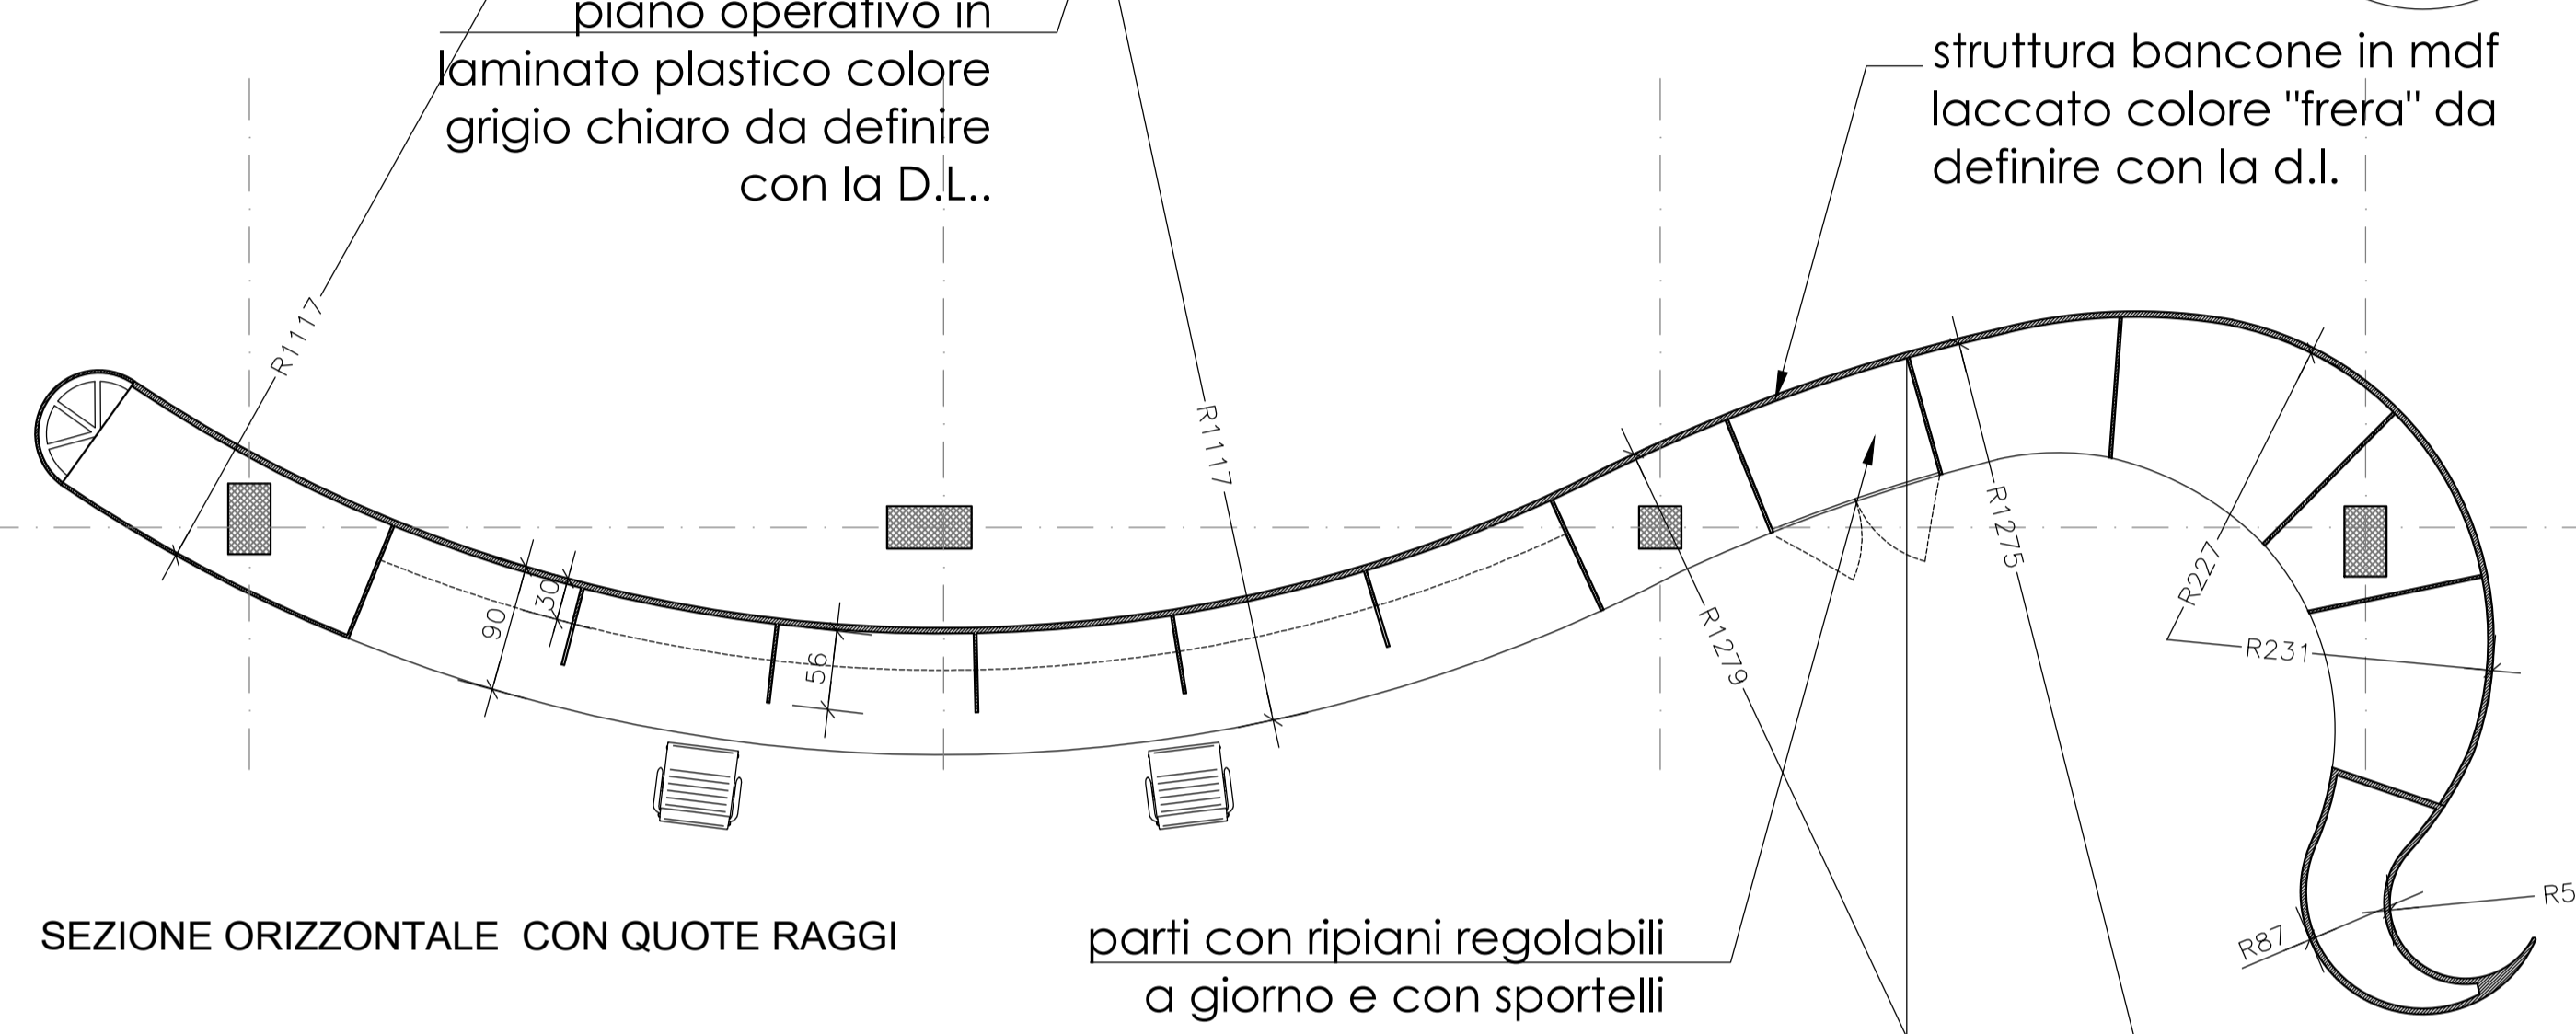 piano operativo in
laminato plastico colore
grigio chiaro da definire
con la D.L..
struttura bancone in mdf
laccato colore "frera" da
definire con la d.l.
R1117
R1117
R1275
R227
R231
R1279
90
30
56
R87
R5
SEZIONE ORIZZONTALE CON QUOTE RAGGI
parti con ripiani regolabili
a giorno e con sportelli